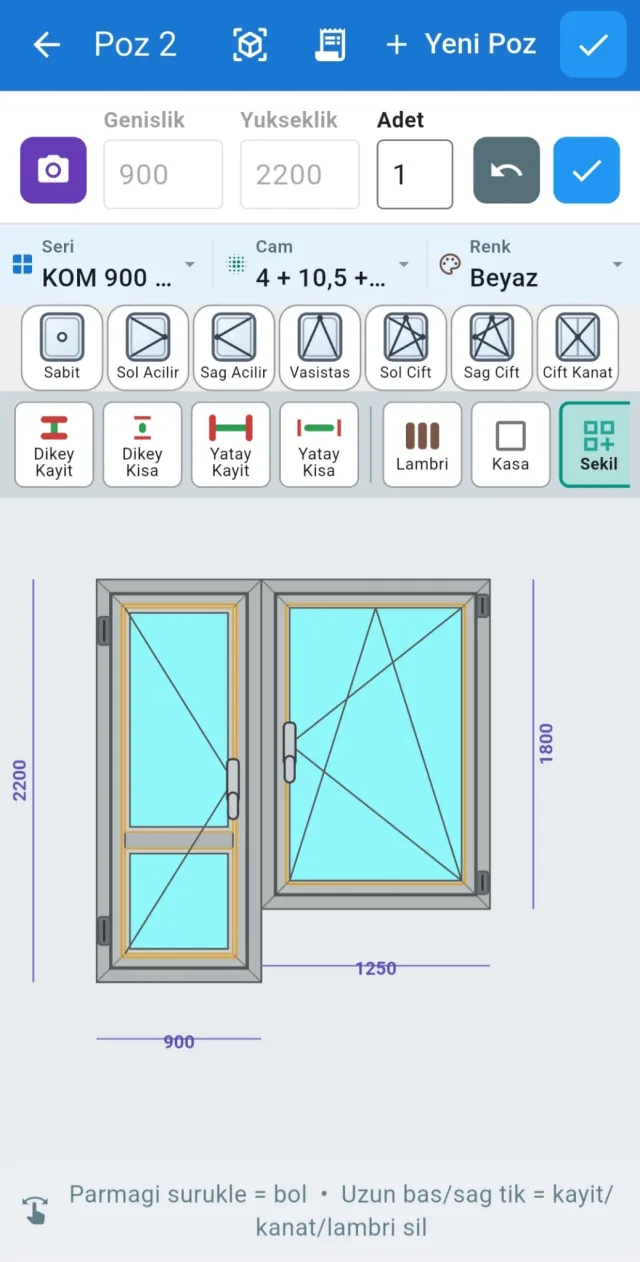 Poz 2
+ Yeni Poz
Genislik
Yukseklik
Adet
900
2200
1
Seri
KOM 900 ...
Cam
4 + 10,5 +...
Renk
Beyaz
Sabit
Sol Acilir
Sag Acilir
Vasistas
Sol Cift
Sag Cift
Cift Kanat
Dikey
Kayit
Dikey
Kisa
Yatay
Kayit
Yatay
Kisa
Lambri
Kasa
Sekil
2200
1800
1250
900
Parmagi surukle = bol • Uzun bas/sag tik = kayit/
kanat/lambri sil